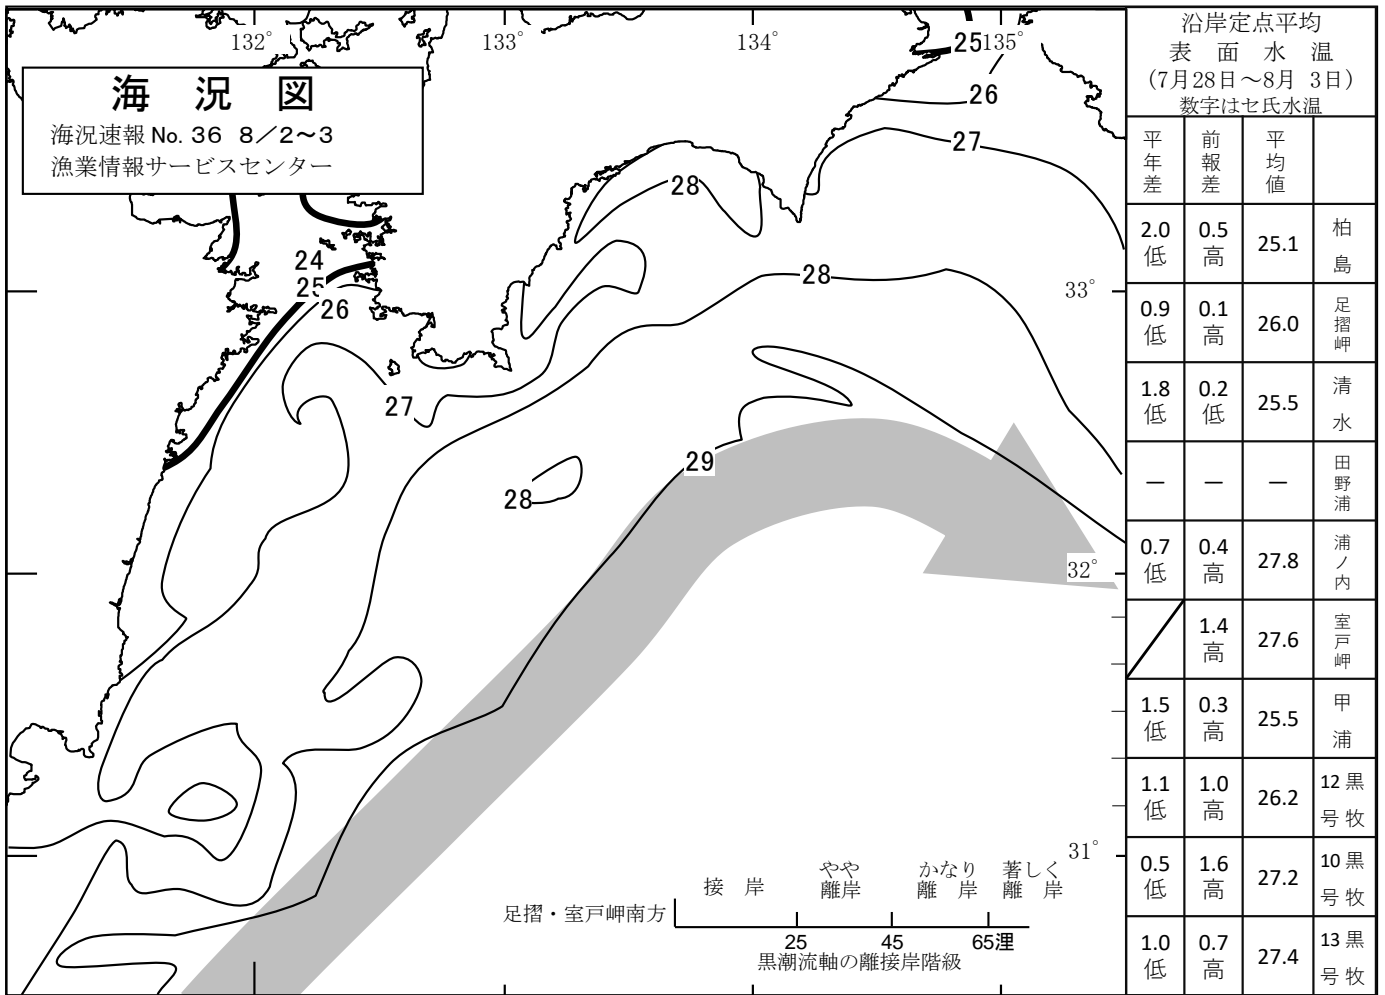 海況図
海況速報 No. 36 8／2～3
漁業情報サービスセンター
132°
133°
134°
135°
33°
32°
31°
25
26
27
28
24
25
26
28
27
28
29
接岸
やや離岸
かなり離岸
著しく離岸
足摺・室戸岬南方
25 45 65浬
黒潮流軸の離接岸階級
沿岸定点平均
表面水温
(7月28日～8月 3日)
数字はセ氏水温
平年差 前報差 平均値
2.0低 0.5高 25.1 柏島
0.9低 0.1高 26.0 足摺岬
1.8低 0.2低 25.5 清水
－ － － 田野浦
0.7低 0.4高 27.8 浦ノ内
1.4高 27.6 室戸岬
1.5低 0.3高 25.5 甲浦
1.1低 1.0高 26.2 黒牧12号
0.5低 1.6高 27.2 黒牧10号
1.0低 0.7高 27.4 黒牧13号